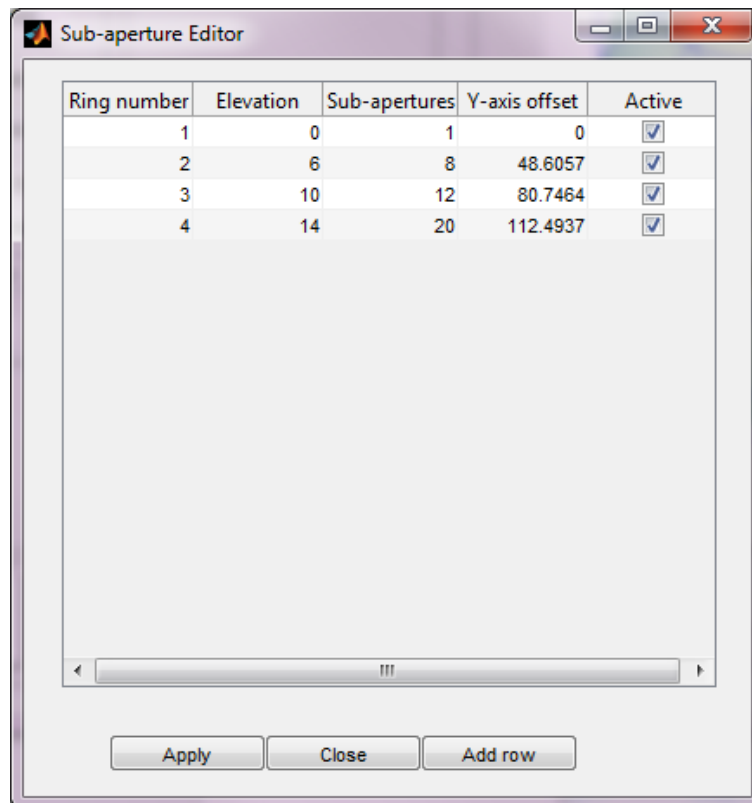 Sub-aperture Editor
Ring number Elevation Sub-apertures Y-axis offset Active
1 0 1 0
2 6 8 48.6057
3 10 12 80.7464
4 14 20 112.4937
Apply Close Add row